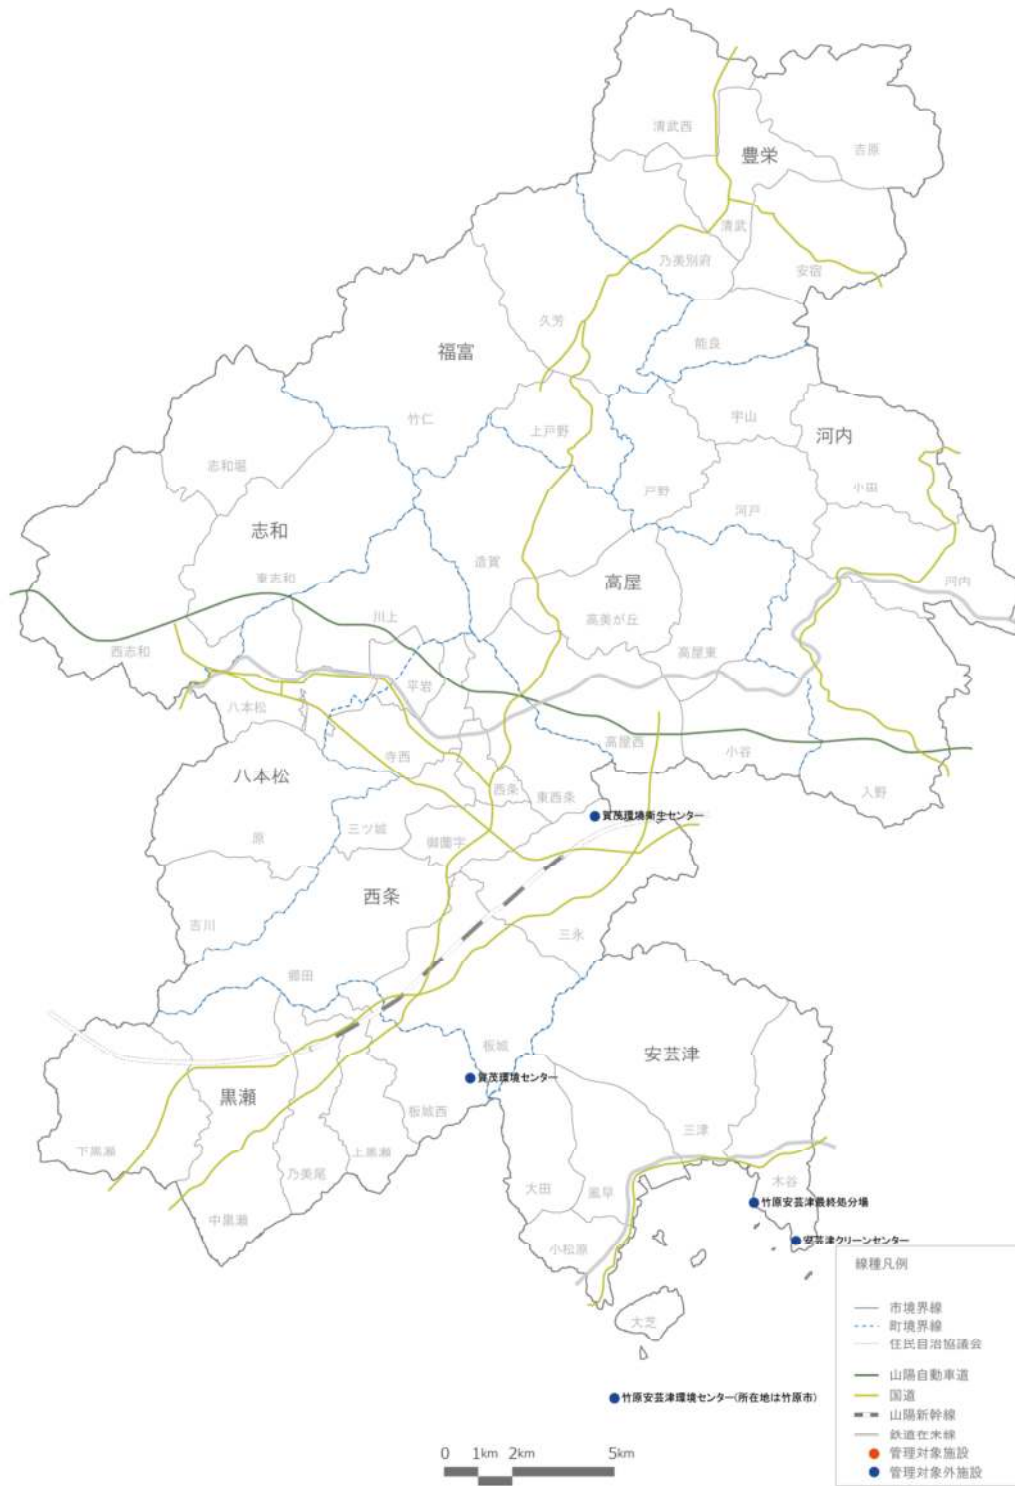 清武西
豊栄
吉原
清武
乃美別府
安宿
久芳
能良
福富
竹仁
上戸野
宇山
河内
志和堀
戸野
小田
河戸
志和
造賀
東志和
高屋
河内
川上
高美が丘
西志和
高屋東
平岩
八本松
高屋西
小谷
寺西
八本松
西条
東西条
入野
賀茂環境衛生センター
三ツ城
原
御薗宇
西条
吉川
三永
郷田
板城
安芸津
賀茂環境センター
黒瀬
板城西
三津
下黒瀬
上黒瀬
乃美尾
大田
風早
木谷
竹原安芸津最終処分場
中黒瀬
小松原
安芸津クリーンセンター
大芝
線種凡例
市境界線
町境界線
住民自治協議会
山陽自動車道
国道
山陽新幹線
鉄道在来線
管理対象施設
管理対象外施設
竹原安芸津環境センター(所在地は竹原市)
0 1km 2km 5km